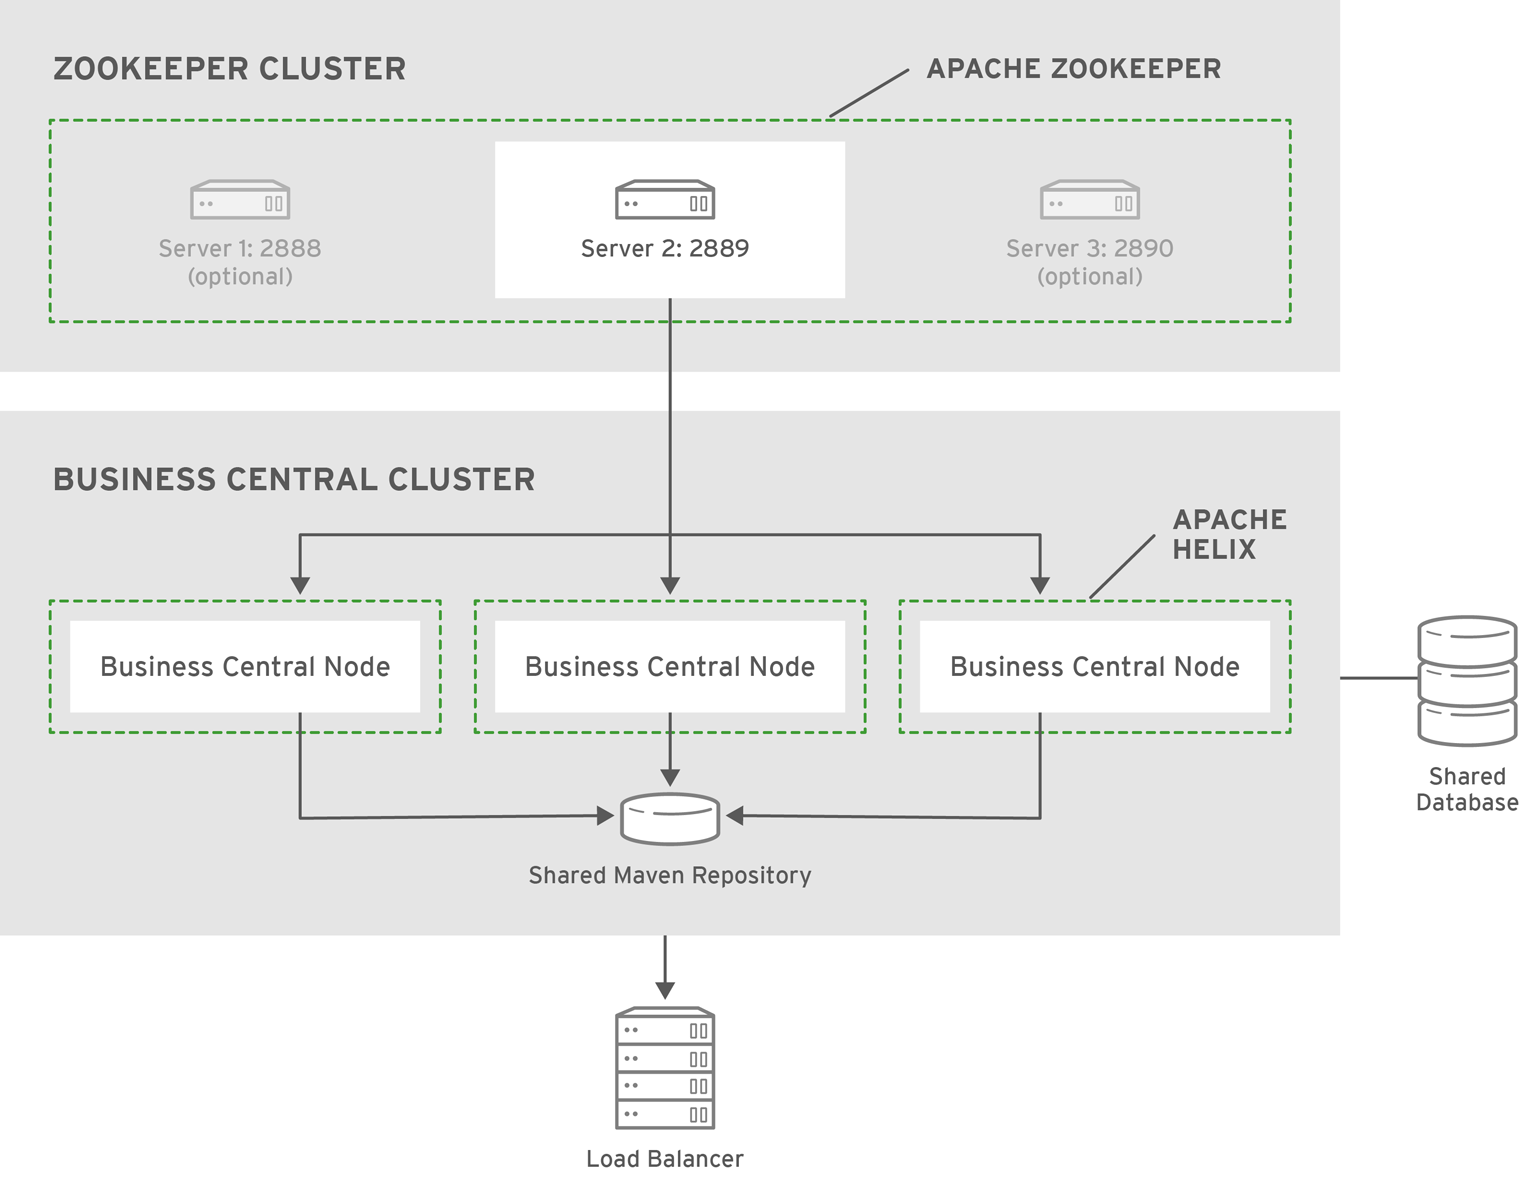 ZOOKEEPER CLUSTER
APACHE ZOOKEEPER
Server 1: 2888
(optional)
Server 2: 2889
Server 3: 2890
(optional)
BUSINESS CENTRAL CLUSTER
APACHE
HELIX
Business Central Node
Business Central Node
Business Central Node
Shared
Database
Shared Maven Repository
Load Balancer